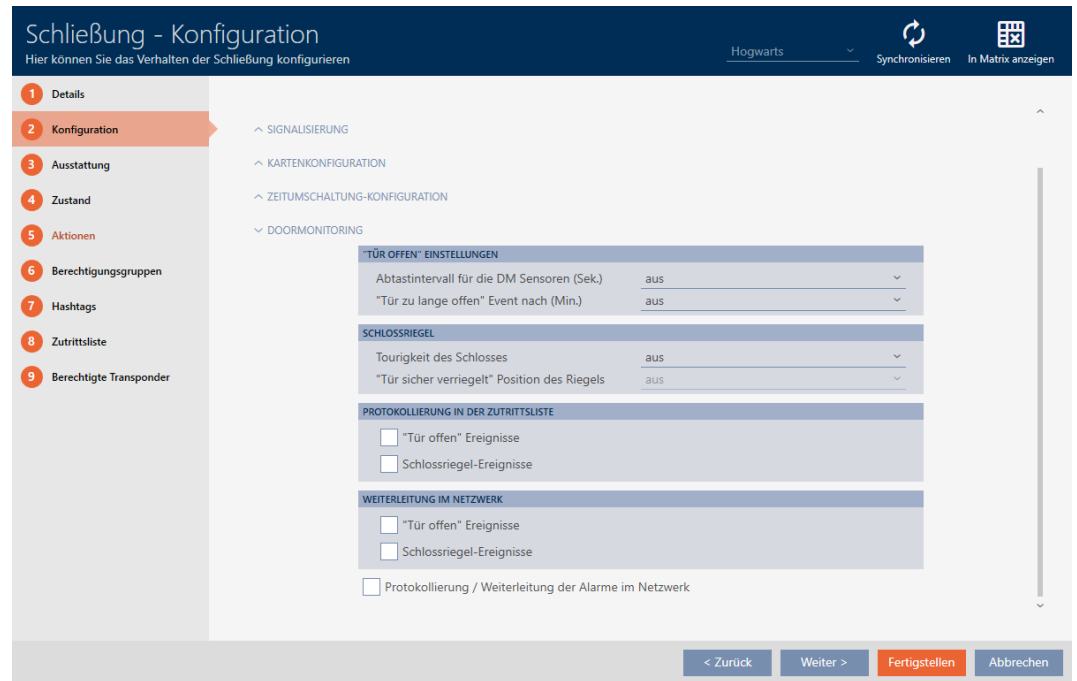 Schließung - Konfiguration
Hier können Sie das Verhalten der Schließung konfigurieren
Hogwarts
Synchronisieren
In Matrix anzeigen
1 Details
2 Konfiguration
3 Ausstattung
4 Zustand
5 Aktionen
6 Berechtigungsgruppen
7 Hashtags
8 Zutrittsliste
9 Berechtigte Transponder
SIGNALISIERUNG
KARTENKONFIGURATION
ZEITUMSCHALTUNG-KONFIGURATION
DOORMONITORING
"TÜR OFFEN" EINSTELLUNGEN
Abtastintervall für die DM Sensoren (Sek.) aus
"Tür zu lange offen" Event nach (Min.) aus
SCHLOSSRIEGEL
Tourigkeit des Schlosses aus
"Tür sicher verriegelt" Position des Riegels aus
PROTOKOLLIERUNG IN DER ZUTRITTSLISTE
"Tür offen" Ereignisse
Schlossriegel-Ereignisse
WEITERLEITUNG IM NETZWERK
"Tür offen" Ereignisse
Schlossriegel-Ereignisse
Protokollierung / Weiterleitung der Alarme im Netzwerk
< Zurück
Weiter >
Fertigstellen
Abbrechen